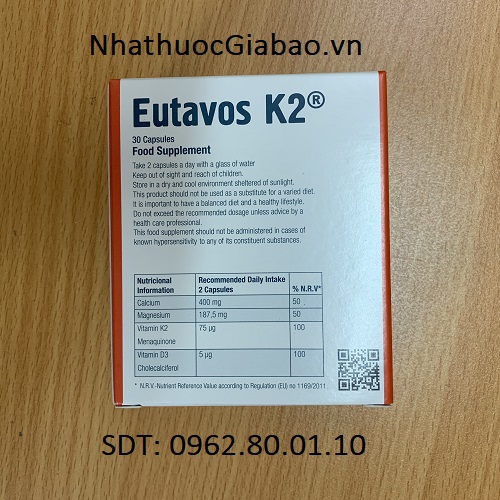 NhathuocGiabao.vn
Eutavos K2®
30 Capsules
Food Supplement
Take 2 capsules a day with a glass of water
Keep out of sight and reach of children.
Store in a dry and cool environment sheltered of sunlight.
This product should not be used as a substitute for a varied diet.
It is important to have a balanced diet and a healthy lifestyle.
Do not exceed the recommended dosage unless advice by a
health care professional.
This food supplement should not be administered in cases of
known hypersensitivity to any of its constituent substances.
Nutricional Information Recommended Daily Intake 2 Capsules % N.R.V*
Calcium 400 mg 50
Magnesium 187,5 mg 50
Vitamin K2 Menaquinone 75 µg 100
Vitamin D3 Cholecalciferol 5 µg 100
* N.R.V.-Nutrient Reference Value according to Regulation (EU) no 1169/2011.
SDT: 0962.80.01.10